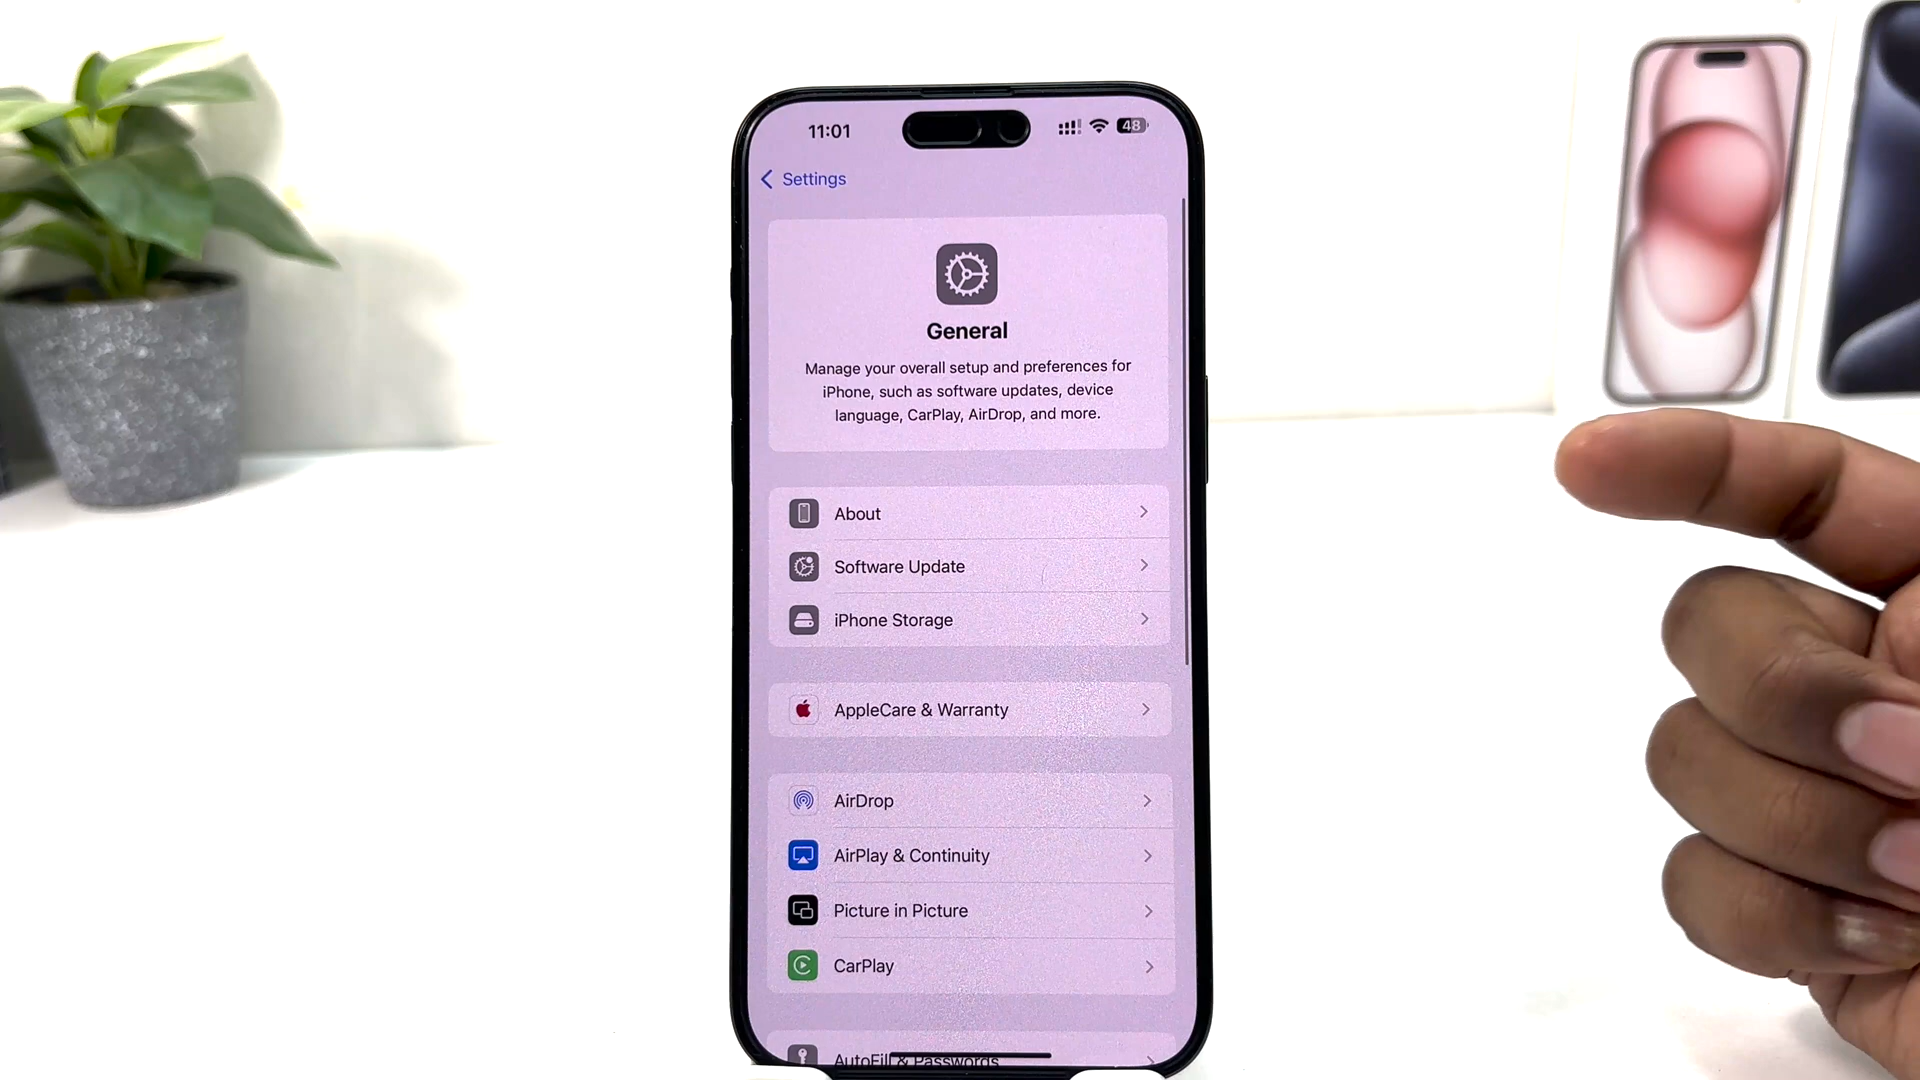 11:01
48
Settings
General
Manage your overall setup and preferences for
iPhone, such as software updates, device
language, CarPlay, AirDrop, and more.
About
Software Update
iPhone Storage
AppleCare & Warranty
AirDrop
AirPlay & Continuity
Picture in Picture
CarPlay
AutoFill & Passwords